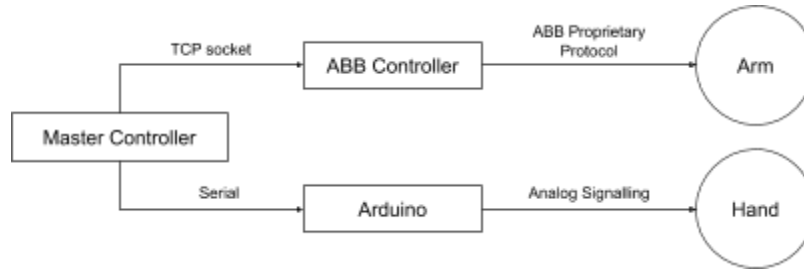 TCP socket
ABB Controller
ABB Proprietary
Protocol
Arm
Master Controller
Serial
Arduino
Analog Signalling
Hand